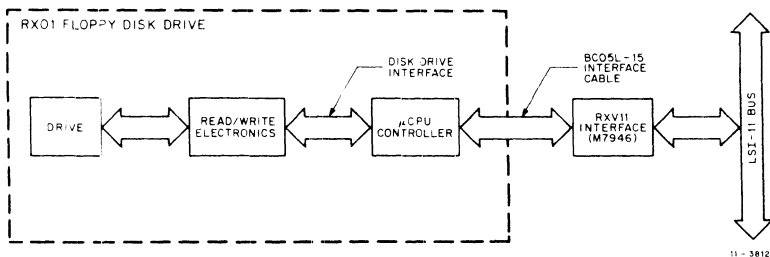 RX01 FLOPPY DISK DRIVE
DISK DRIVE
INTERFACE
BC05L-15
INTERFACE
CABLE
DRIVE
READ/WRITE
ELECTRONICS
µCPU
CONTROLLER
RXV11
INTERFACE
(M7946)
LSI-11 BUS
11-3812